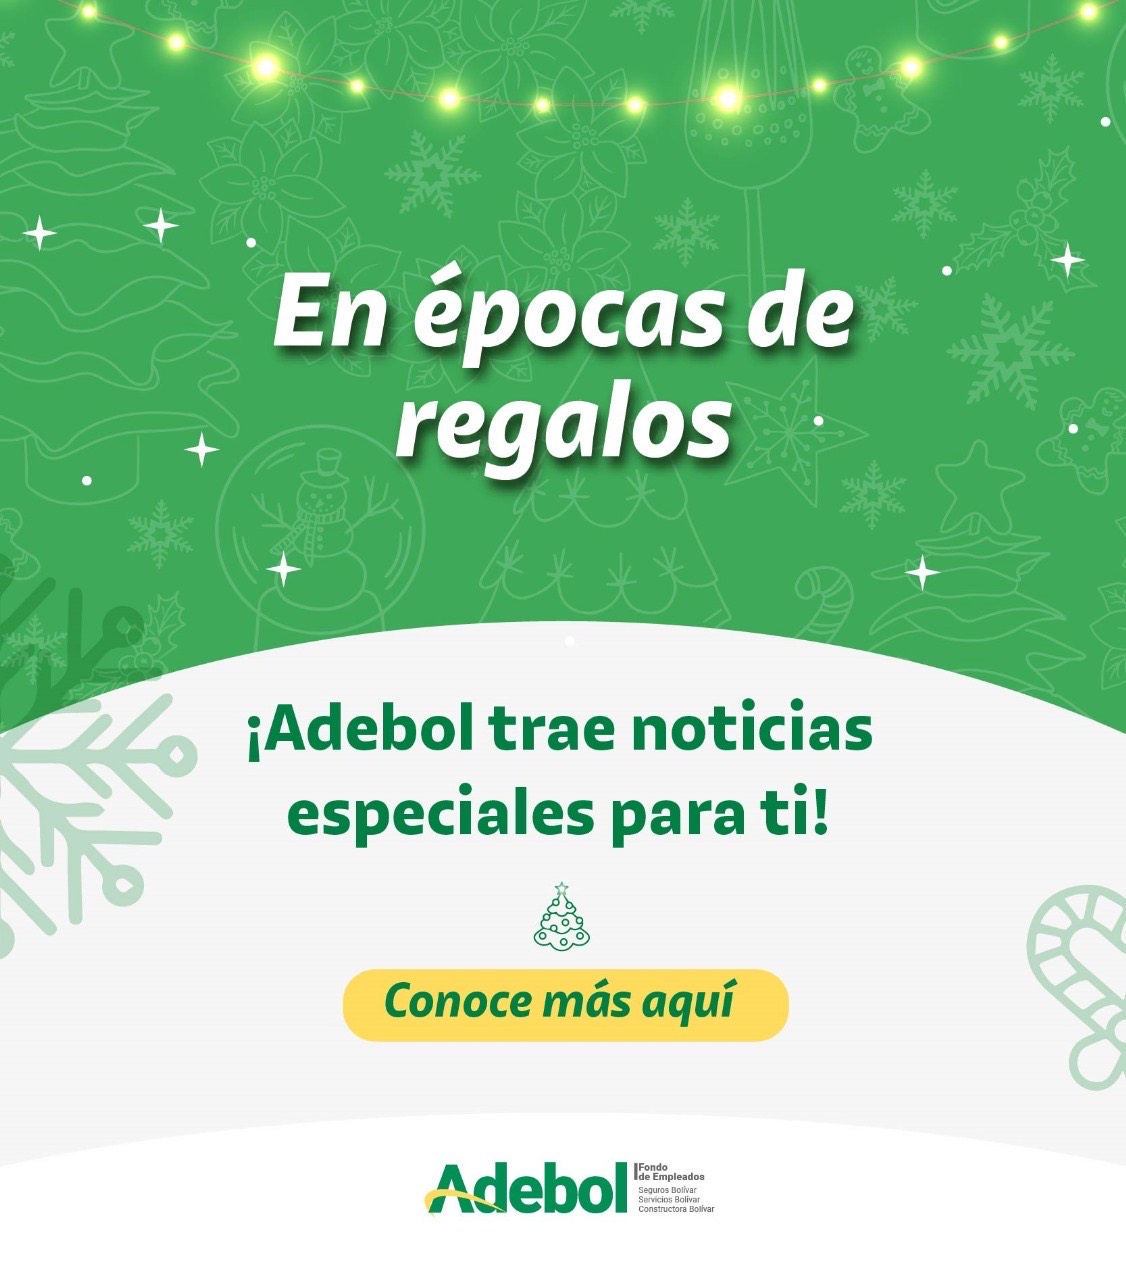 En épocas de
regalos
¡Adebol trae noticias
especiales para ti!
Conoce más aquí
Adebol
Fondo
de Empleados
Seguros Bolívar
Servicios Bolívar
Constructora Bolívar